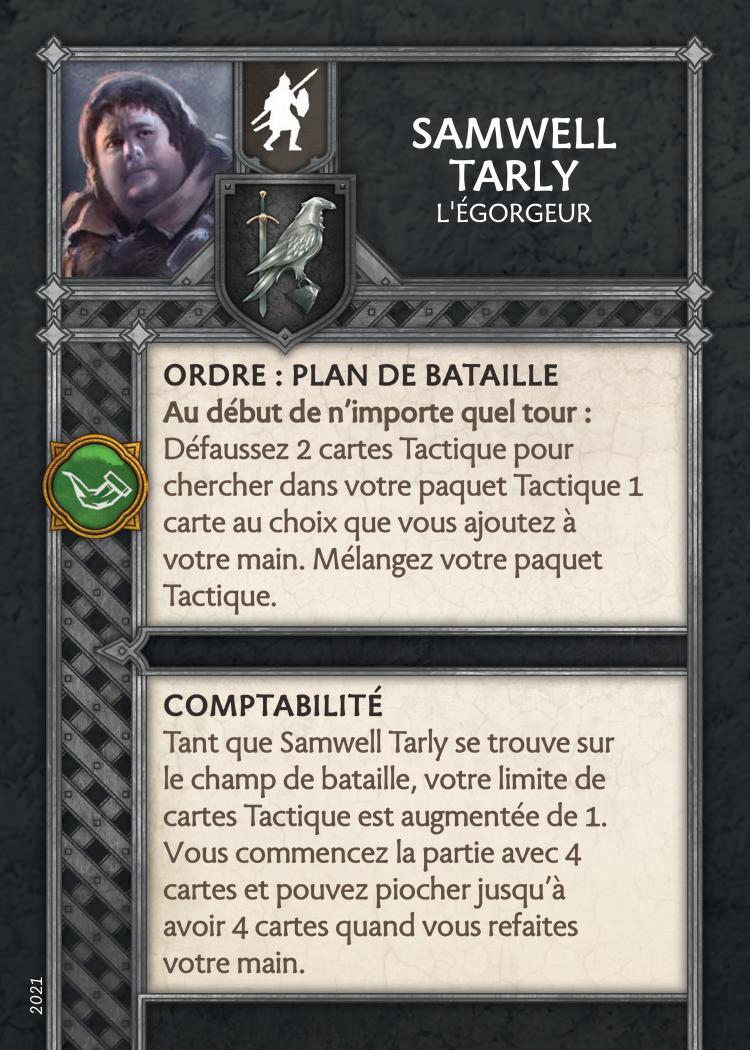 SAMWELL
TARLY
L'ÉGORGEUR
ORDRE : PLAN DE BATAILLE
Au début de n’importe quel tour :
Défaussez 2 cartes Tactique pour
chercher dans votre paquet Tactique 1
carte au choix que vous ajoutez à
votre main. Mélangez votre paquet
Tactique.
COMPTABILITÉ
Tant que Samwell Tarly se trouve sur
le champ de bataille, votre limite de
cartes Tactique est augmentée de 1.
Vous commencez la partie avec 4
cartes et pouvez piocher jusqu’à
avoir 4 cartes quand vous refaites
votre main.
2021